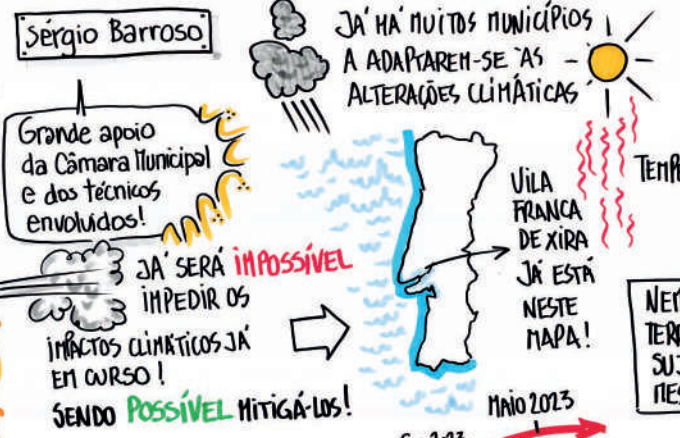 Sérgio Barroso
Grande apoio
da Câmara Municipal
e dos técnicos
envolvidos!
JÁ HÁ MUITOS MUNICÍPIOS
A ADAPTAREM-SE ÀS
ALTERAÇÕES CLIMÁTICAS
JÁ SERÁ IMPOSSÍVEL
IMPEDIR OS
IMPACTOS CLIMÁTICOS JÁ
EM CURSO!
SENDO POSSÍVEL MITIGÁ-LOS!
VILA
FRANCA
DE XIRA
JÁ ESTÁ
NESTE
MAPA!
MAIO 2023